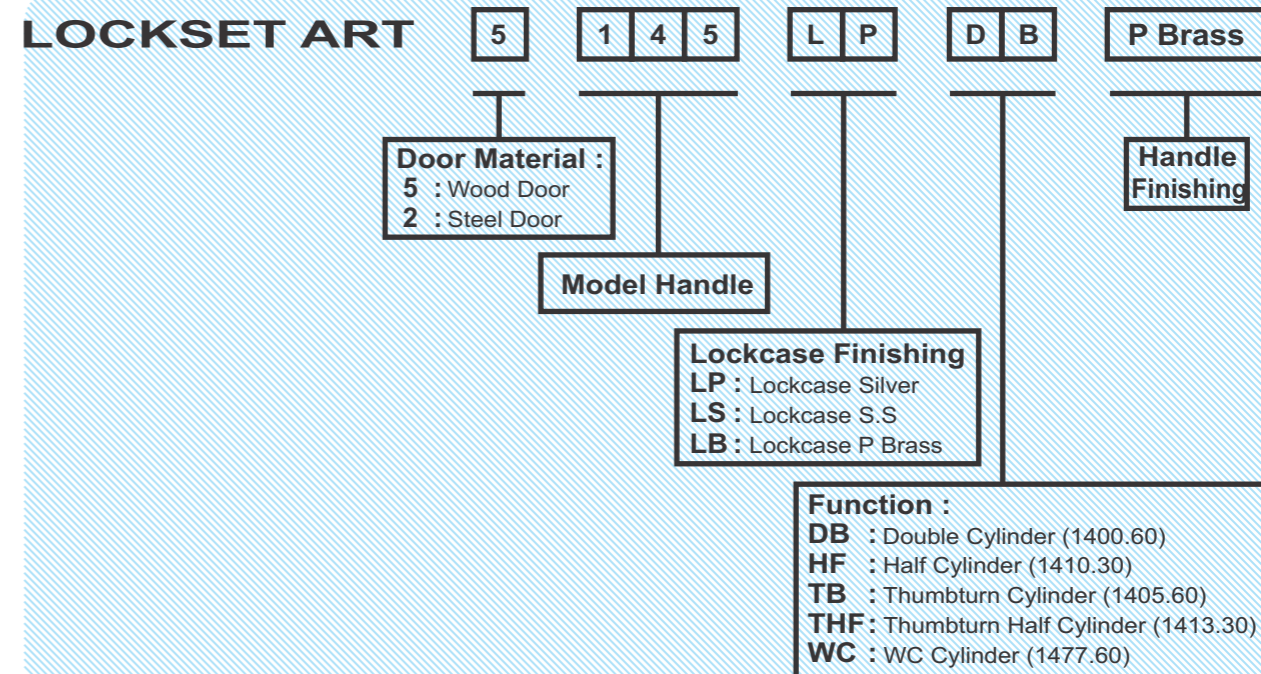 LOCKSET ART 5 1 4 5 L P D B P Brass
Door Material :
5 : Wood Door
2 : Steel Door
Handle
Finishing
Model Handle
Lockcase Finishing
LP : Lockcase Silver
LS : Lockcase S.S
LB : Lockcase P Brass
Function :
DB : Double Cylinder (1400.60)
HF : Half Cylinder (1410.30)
TB : Thumbturn Cylinder (1405.60)
THF : Thumbturn Half Cylinder (1413.30)
WC : WC Cylinder (1477.60)